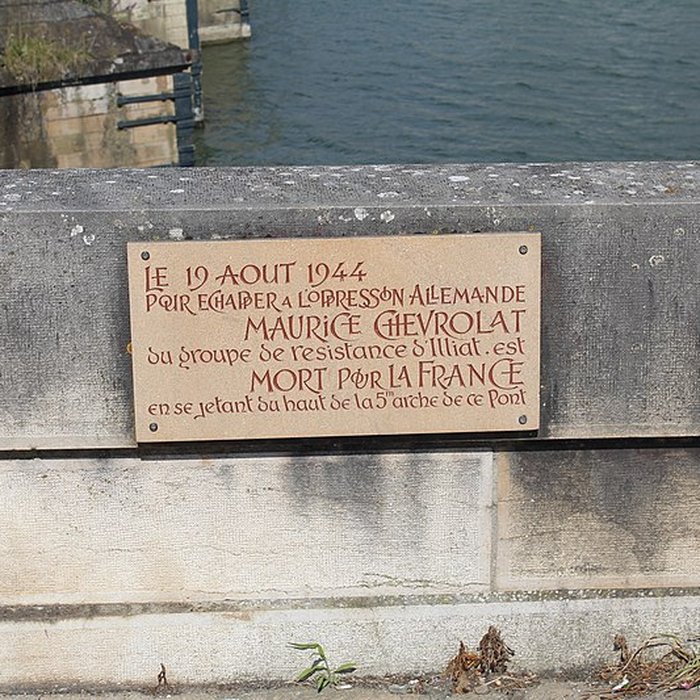 LE 19 AOUT 1944
POUR ECHAPPER A L'OPPRESSION ALLEMANDE
MAURICE CHEVROLAT
du groupe de resistance d'Illiat. est
MORT POUR LA FRANCE
en se jetant du haut de la 5me arche de ce Pont